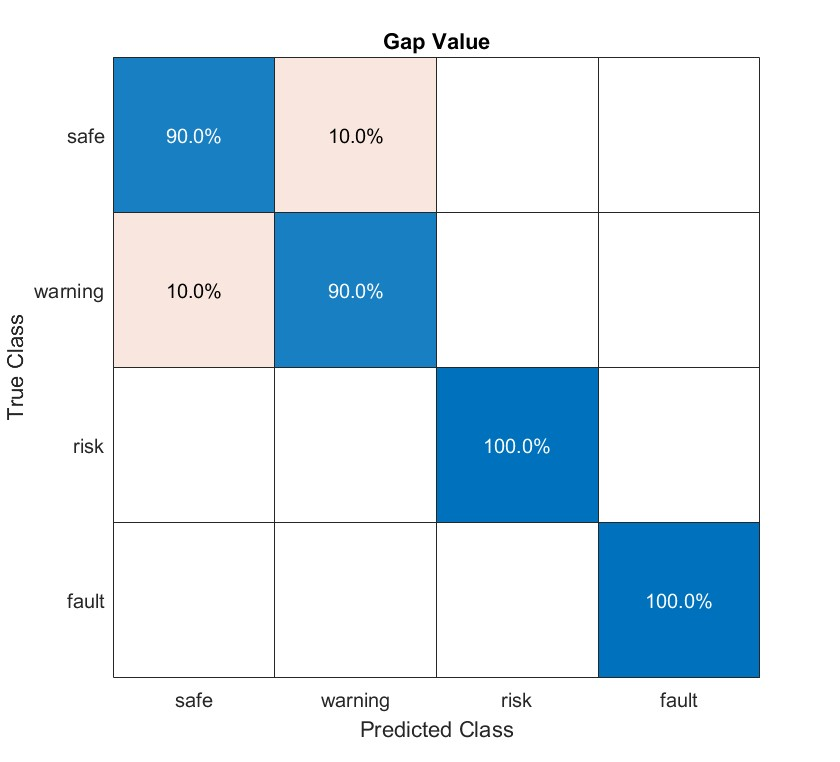 Gap Value
True Class
safe
90.0%
10.0%
warning
10.0%
90.0%
risk
100.0%
fault
100.0%
safe
warning
risk
fault
Predicted Class